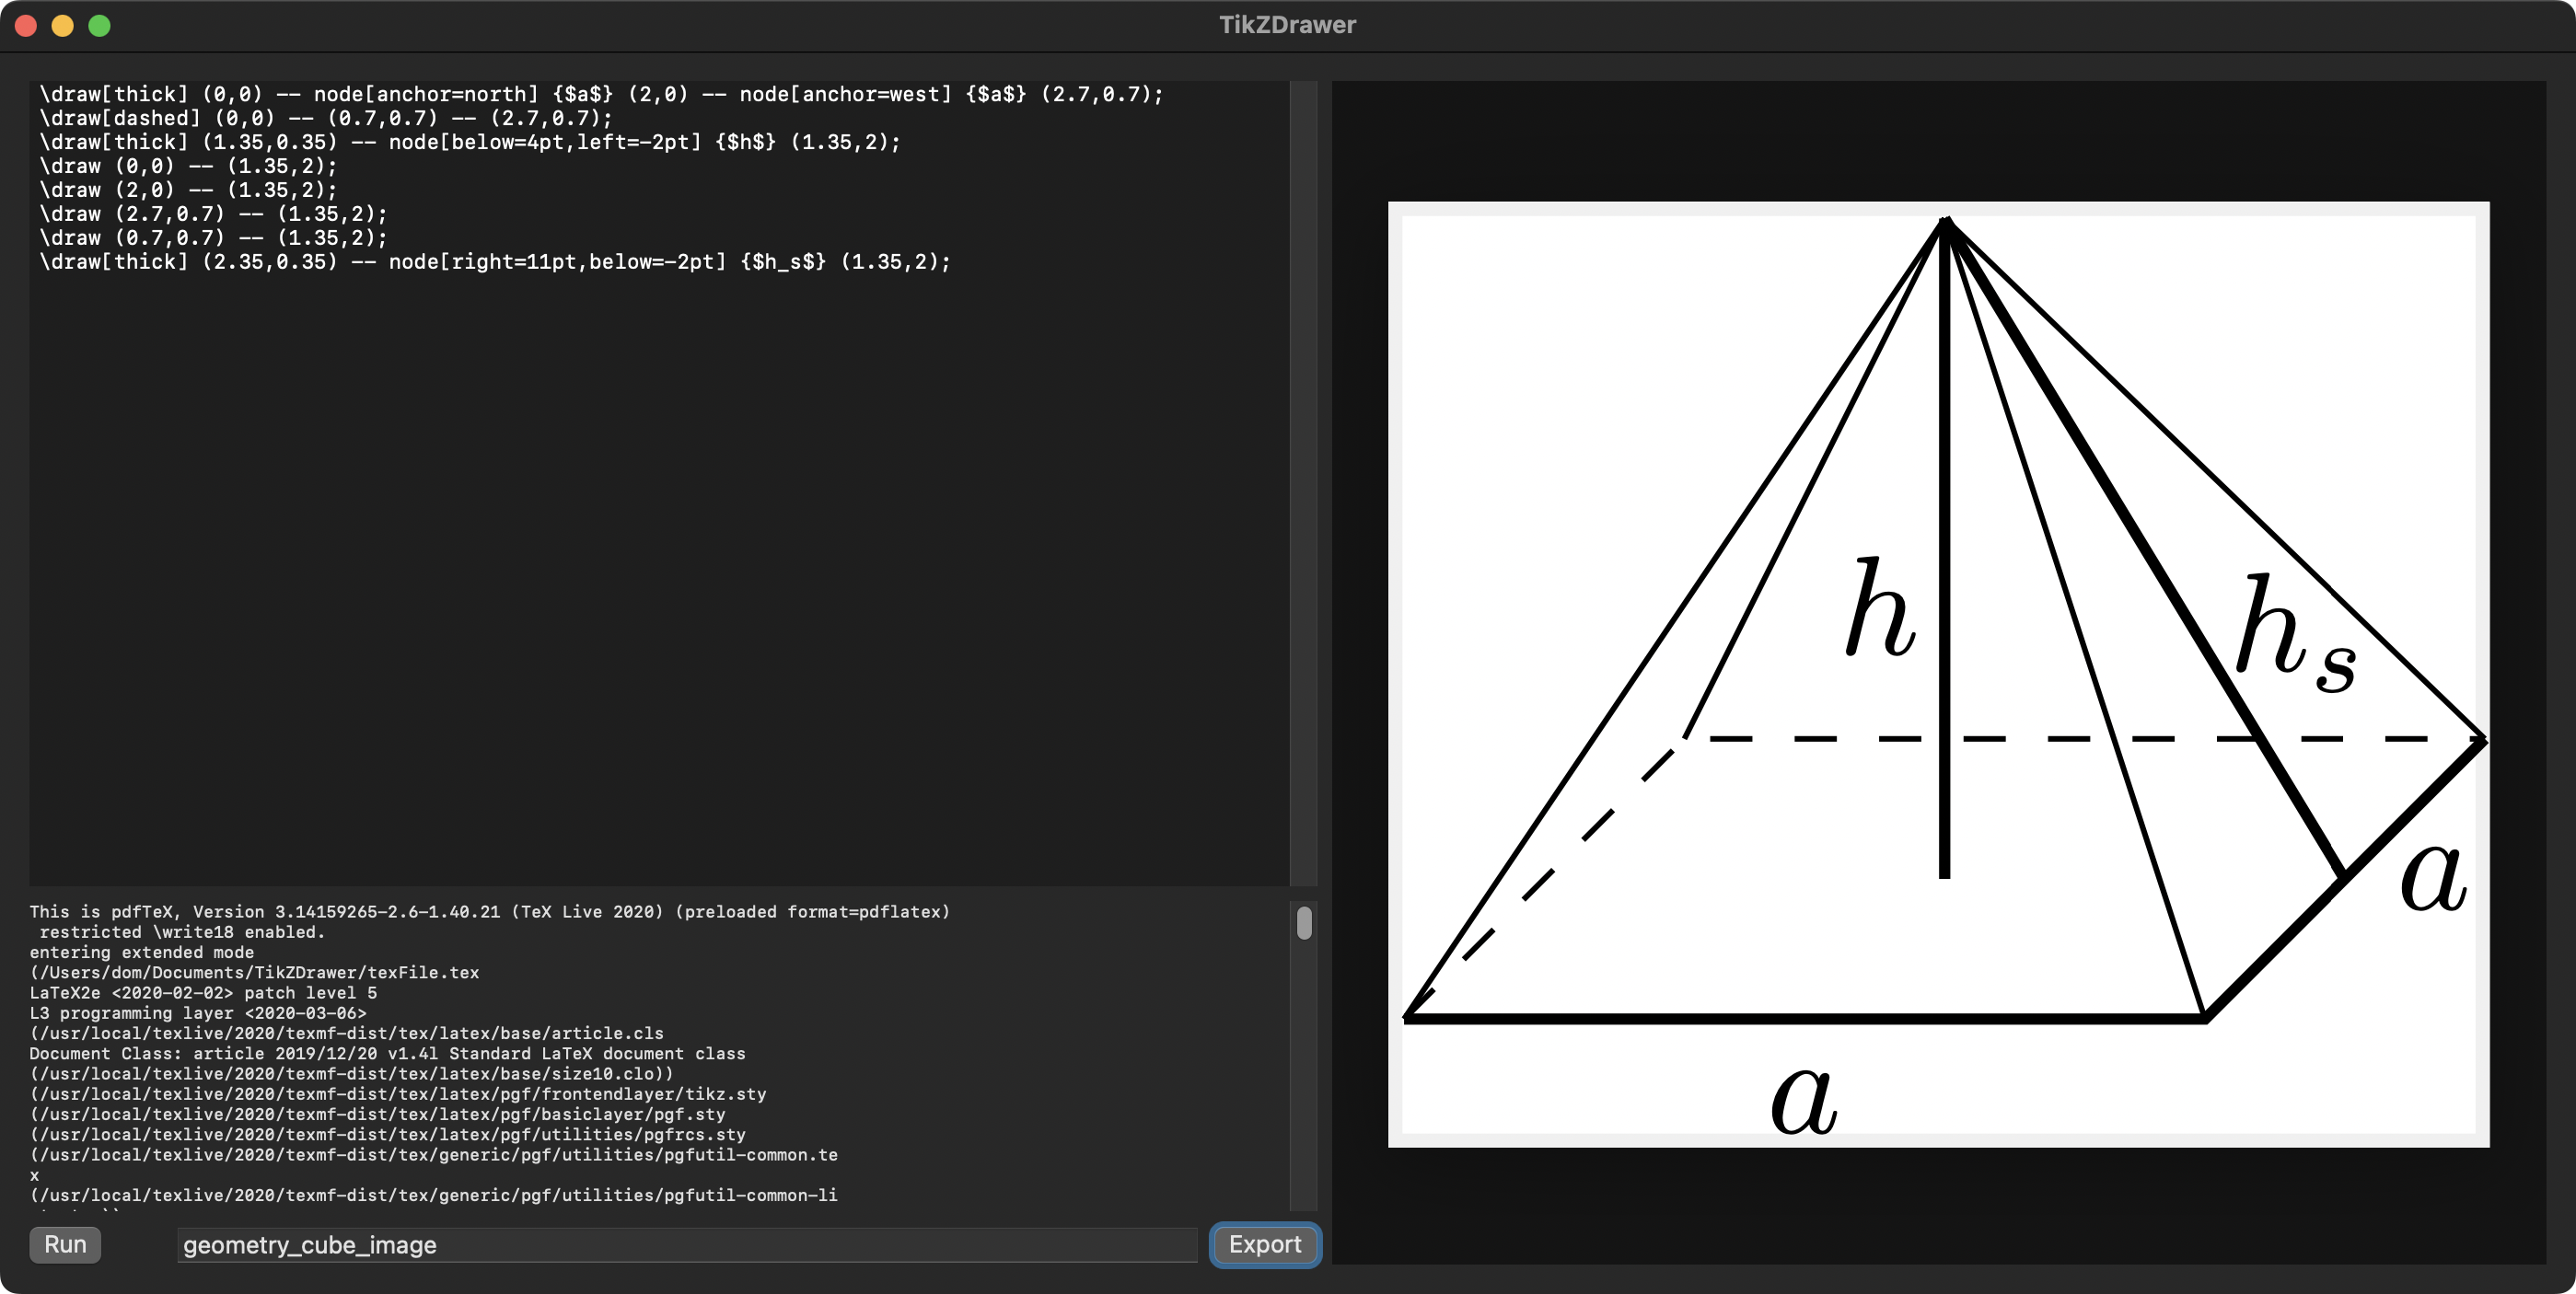 TikZDrawer
\draw[thick] (0,0) -- node[anchor=north] {$a$} (2,0) -- node[anchor=west] {$a$} (2.7,0.7);
\draw[dashed] (0,0) -- (0.7,0.7) -- (2.7,0.7);
\draw[thick] (1.35,0.35) -- node[below=4pt,left=-2pt] {$h$} (1.35,2);
\draw (0,0) -- (1.35,2);
\draw (2,0) -- (1.35,2);
\draw (2.7,0.7) -- (1.35,2);
\draw (0.7,0.7) -- (1.35,2);
\draw[thick] (2.35,0.35) -- node[right=11pt,below=-2pt] {$h_s$} (1.35,2);
This is pdfTeX, Version 3.14159265-2.6-1.40.21 (TeX Live 2020) (preloaded format=pdflatex)
 restricted \write18 enabled.
entering extended mode
(/Users/dom/Documents/TikZDrawer/texFile.tex
LaTeX2e <2020-02-02> patch level 5
L3 programming layer <2020-03-06>
(/usr/local/texlive/2020/texmf-dist/tex/latex/base/article.cls
Document Class: article 2019/12/20 v1.4l Standard LaTeX document class
(/usr/local/texlive/2020/texmf-dist/tex/latex/base/size10.clo))
(/usr/local/texlive/2020/texmf-dist/tex/latex/pgf/frontendlayer/tikz.sty
(/usr/local/texlive/2020/texmf-dist/tex/latex/pgf/basiclayer/pgf.sty
(/usr/local/texlive/2020/texmf-dist/tex/latex/pgf/utilities/pgfrcs.sty
(/usr/local/texlive/2020/texmf-dist/tex/generic/pgf/utilities/pgfutil-common.te
x
(/usr/local/texlive/2020/texmf-dist/tex/generic/pgf/utilities/pgfutil-common-li
Run
geometry_cube_image
Export
h
h_s
a
a